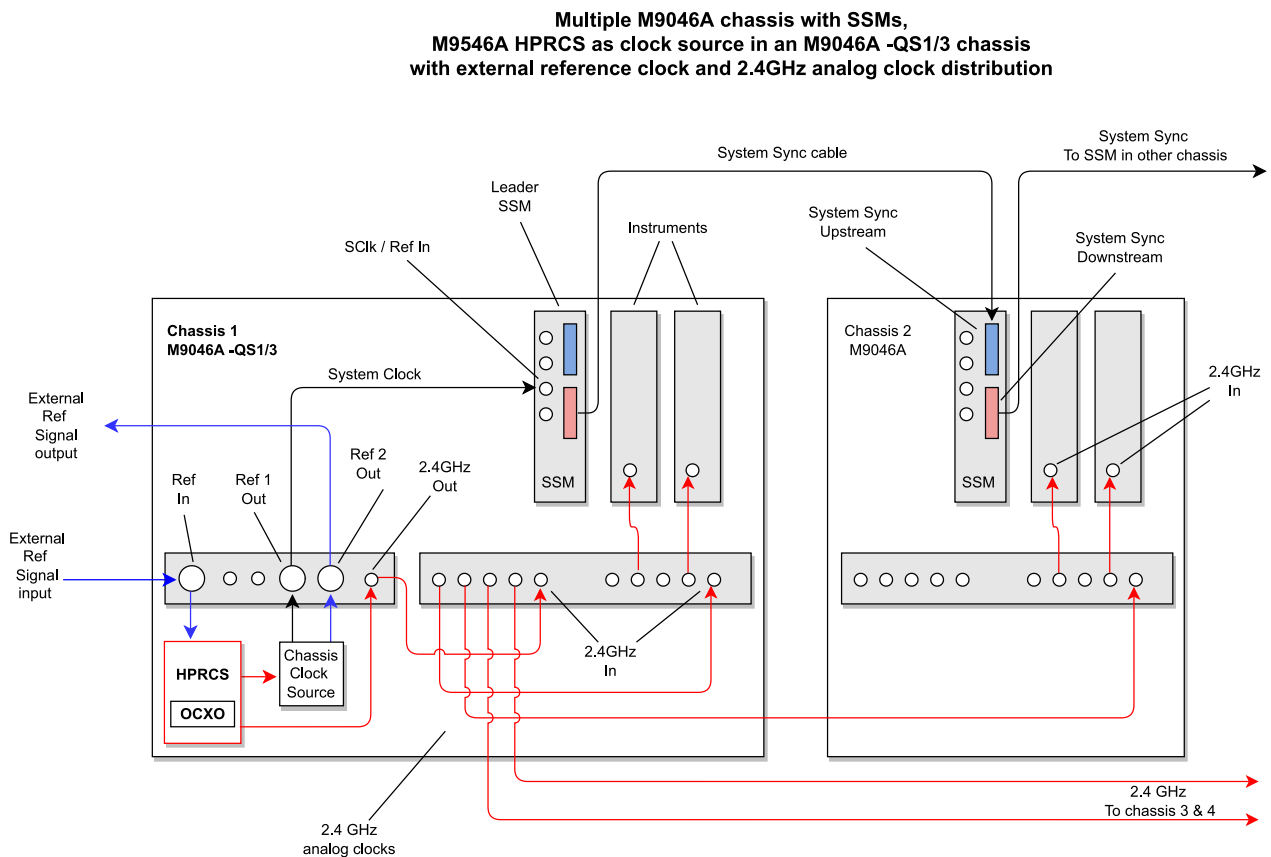 Multiple M9046A chassis with SSMs,
M9546A HPRCS as clock source in an M9046A -QS1/3 chassis
with external reference clock and 2.4GHz analog clock distribution
System Sync
To SSM in other chassis
System Sync cable
Leader
SSM
SClk / Ref In
Instruments
System Sync
Upstream
System Sync
Downstream
Chassis 1
M9046A -QS1/3
Chassis 2
M9046A
System Clock
2.4GHz
In
External
Ref
Signal
output
Ref
In
Ref 1
Out
Ref 2
Out
2.4GHz
Out
SSM
SSM
External
Ref
Signal
input
HPRCS
OCXO
Chassis
Clock
Source
2.4GHz
In
2.4 GHz
To chassis 3 & 4
2.4 GHz
analog clocks